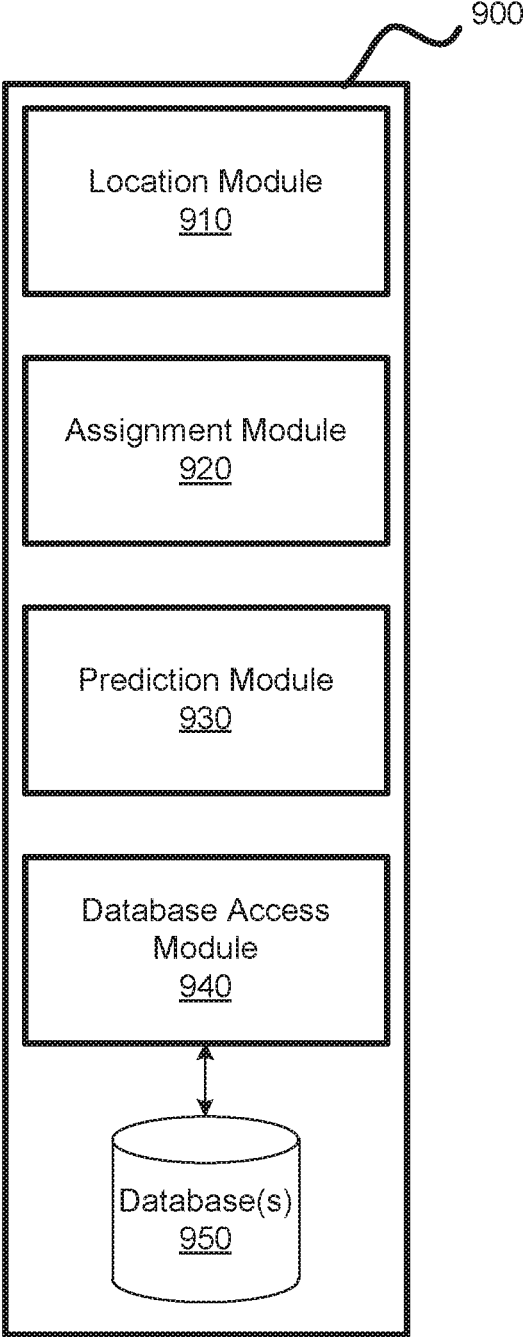 900
Location Module
910
Assignment Module
920
Prediction Module
930
Database Access
Module
940
Database(s)
950